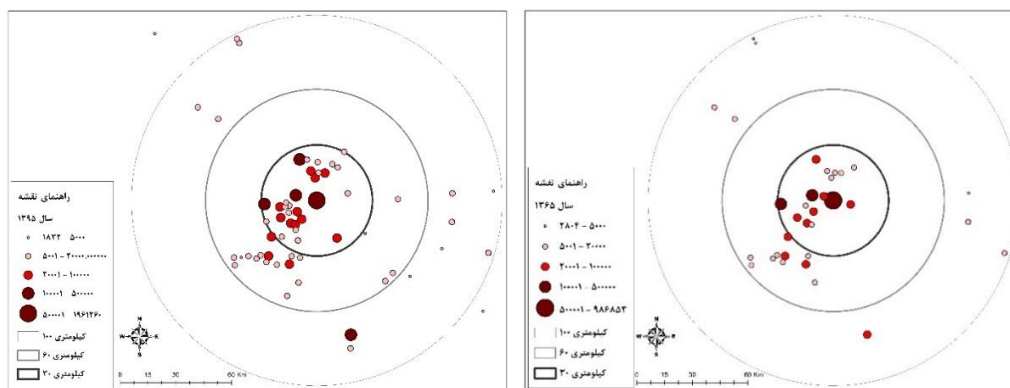 راهنمای نقشه
سال ۱۳۹۵
۱۸۳۲ - ۵۰۰۰
۵۰۰۱ - ۲۰۰۰۰.۰۰۰۰۰۰
۲۰۰۰۱ - ۱۰۰۰۰۰
۱۰۰۰۰۱ - ۵۰۰۰۰۰
۵۰۰۰۰۱ - ۱۹۶۱۲۶۰
۱۰۰ کیلومتری
۶۰ کیلومتری
۳۰ کیلومتری
N
W E
S
0 15 30 60 Km
راهنمای نقشه
سال ۱۳۶۵
۲۸۰۴ - ۵۰۰۰
۵۰۰۱ - ۲۰۰۰۰
۲۰۰۰۱ - ۱۰۰۰۰۰
۱۰۰۰۰۱ - ۵۰۰۰۰۰
۵۰۰۰۰۱ - ۹۸۶۸۵۳
۱۰۰ کیلومتری
۶۰ کیلومتری
۳۰ کیلومتری
N
W E
S
0 15 30 60 Km